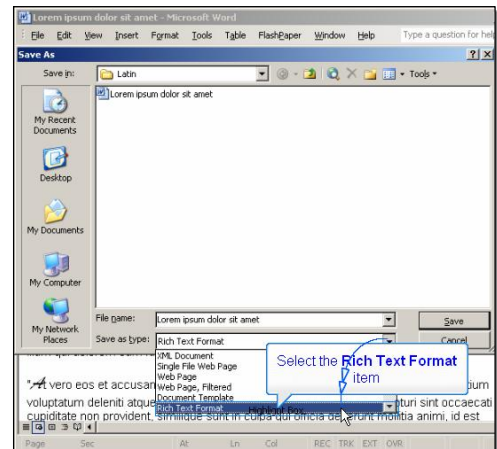 Lorem ipsum dolor sit amet - Microsoft Word
File Edit View Insert Format Tools Table FlashPaper Window Help Type a question for help
Save As
Save in: Latin Tools
Lorem ipsum dolor sit amet
My Recent Documents
Desktop
My Documents
My Computer
My Network Places
File name: Lorem ipsum dolor sit amet Save
Save as type: Rich Text Format Cancel
XML Document
Single File Web Page
Web Page
Web Page, Filtered
Document Template
Rich Text Format
Select the Rich Text Format
item
Highlight Box
"At vero eos et accusam
voluptatum deleniti atque
cupiditate non provident, similique sunt in culpa qui officia deserunt mollitia animi, id est
Page Sec At Ln Col REC TRK EXT OVR